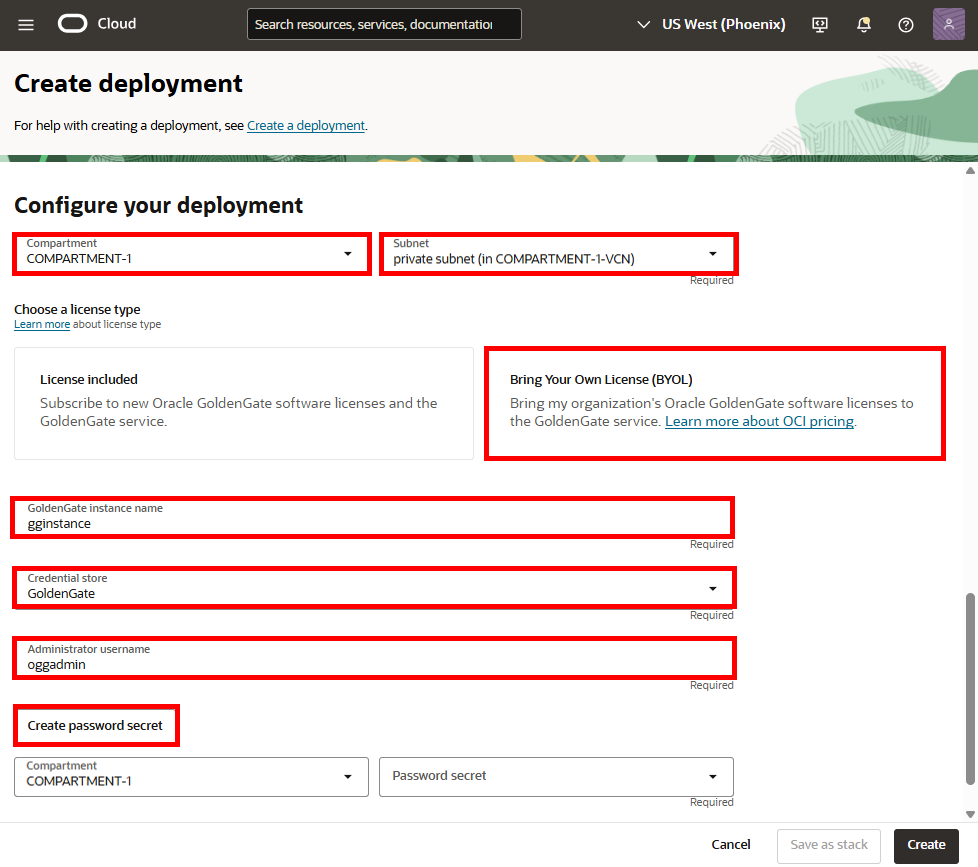 Cloud
Search resources, services, documentation
US West (Phoenix)
Create deployment
For help with creating a deployment, see Create a deployment.
Configure your deployment
Compartment
COMPARTMENT-1
Subnet
private subnet (in COMPARTMENT-1-VCN)
Required
Choose a license type
Learn more about license type
License included
Subscribe to new Oracle GoldenGate software licenses and the
GoldenGate service.
Bring Your Own License (BYOL)
Bring my organization's Oracle GoldenGate software licenses to
the GoldenGate service. Learn more about OCI pricing.
GoldenGate instance name
gginstance
Required
Credential store
GoldenGate
Required
Administrator username
oggadmin
Required
Create password secret
Compartment
COMPARTMENT-1
Password secret
Required
Cancel
Save as stack
Create